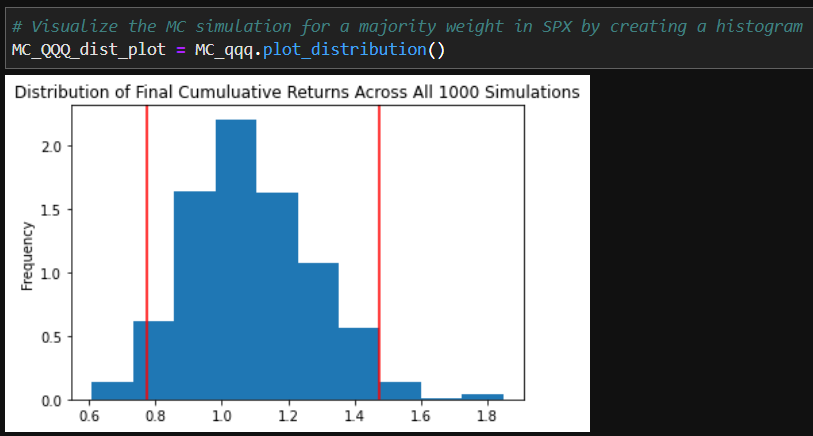 # Visualize the MC simulation for a majority weight in SPX by creating a histogram
MC_QQQ_dist_plot = MC_qqq.plot_distribution()
Distribution of Final Cumuluative Returns Across All 1000 Simulations
2.0
1.5
1.0
0.5
0.0
Frequency
0.6 0.8 1.0 1.2 1.4 1.6 1.8